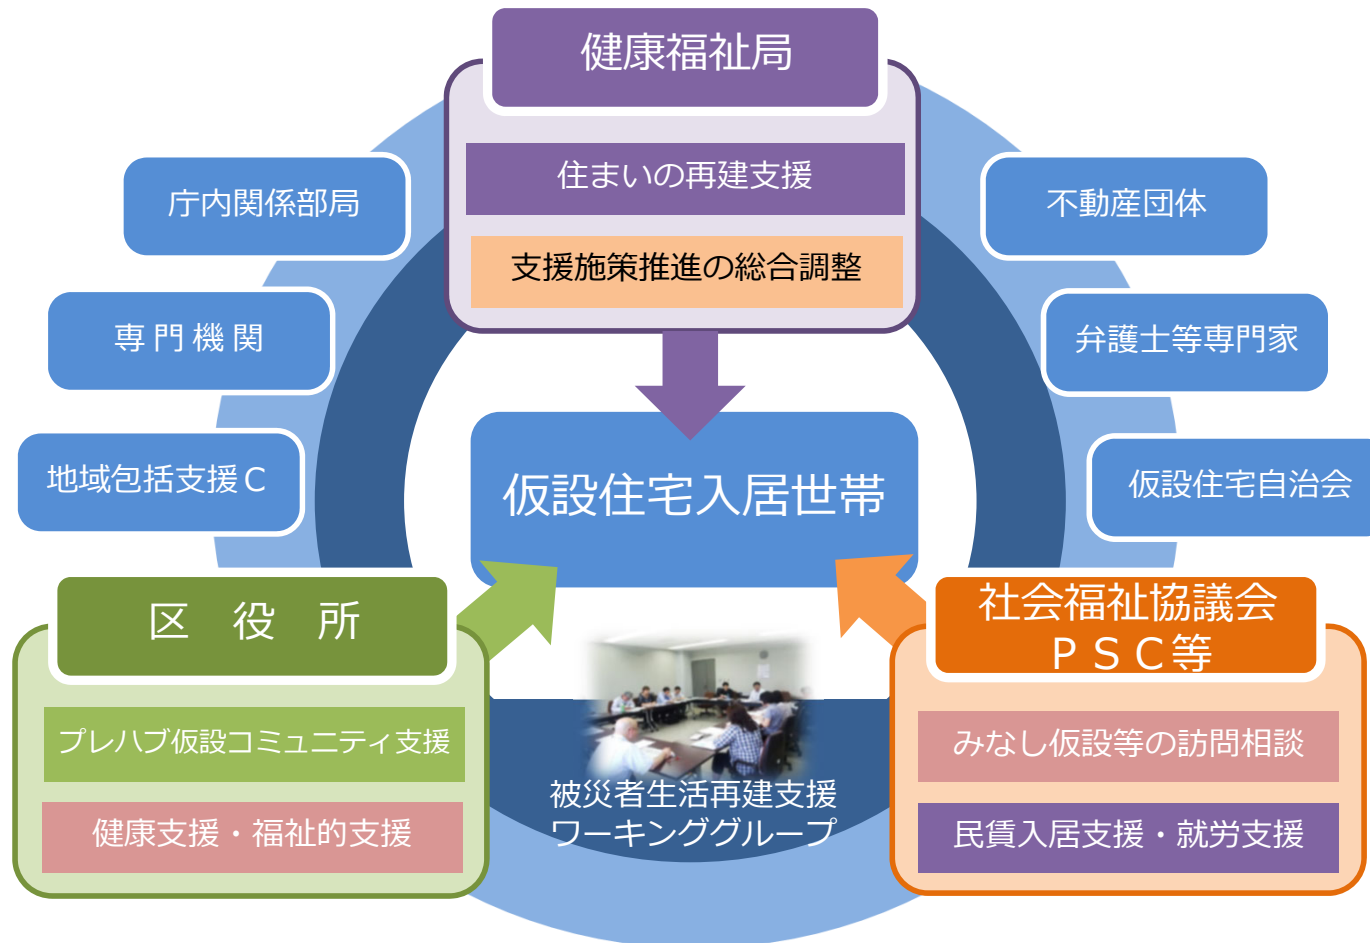 健康福祉局
住まいの再建支援
支援施策推進の総合調整
庁内関係部局
専門機関
地域包括支援Ｃ
不動産団体
弁護士等専門家
仮設住宅自治会
仮設住宅入居世帯
区　役　所
プレハブ仮設コミュニティ支援
健康支援・福祉的支援
被災者生活再建支援
ワーキンググループ
社会福祉協議会
ＰＳＣ等
みなし仮設等の訪問相談
民賃入居支援・就労支援